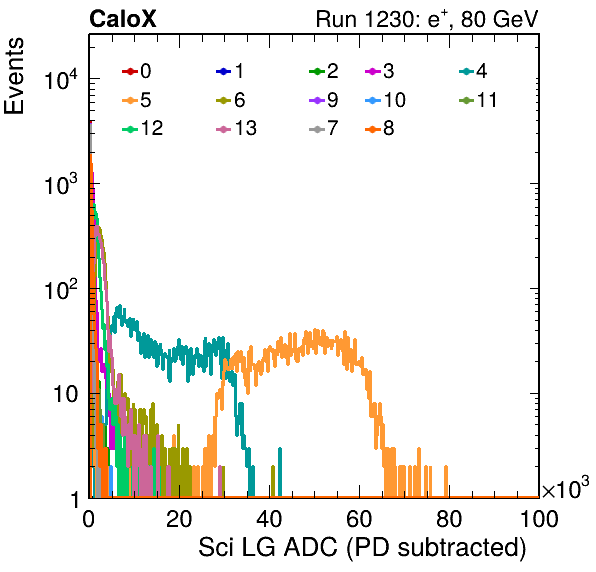 CaloX Run 1230: e⁺, 80 GeV
Events
10⁴
10³
10²
10
1
0 1 2 3 4
5 6 9 10 11
12 13 7 8
0 20 40 60 80 100
×10³
Sci LG ADC (PD subtracted)